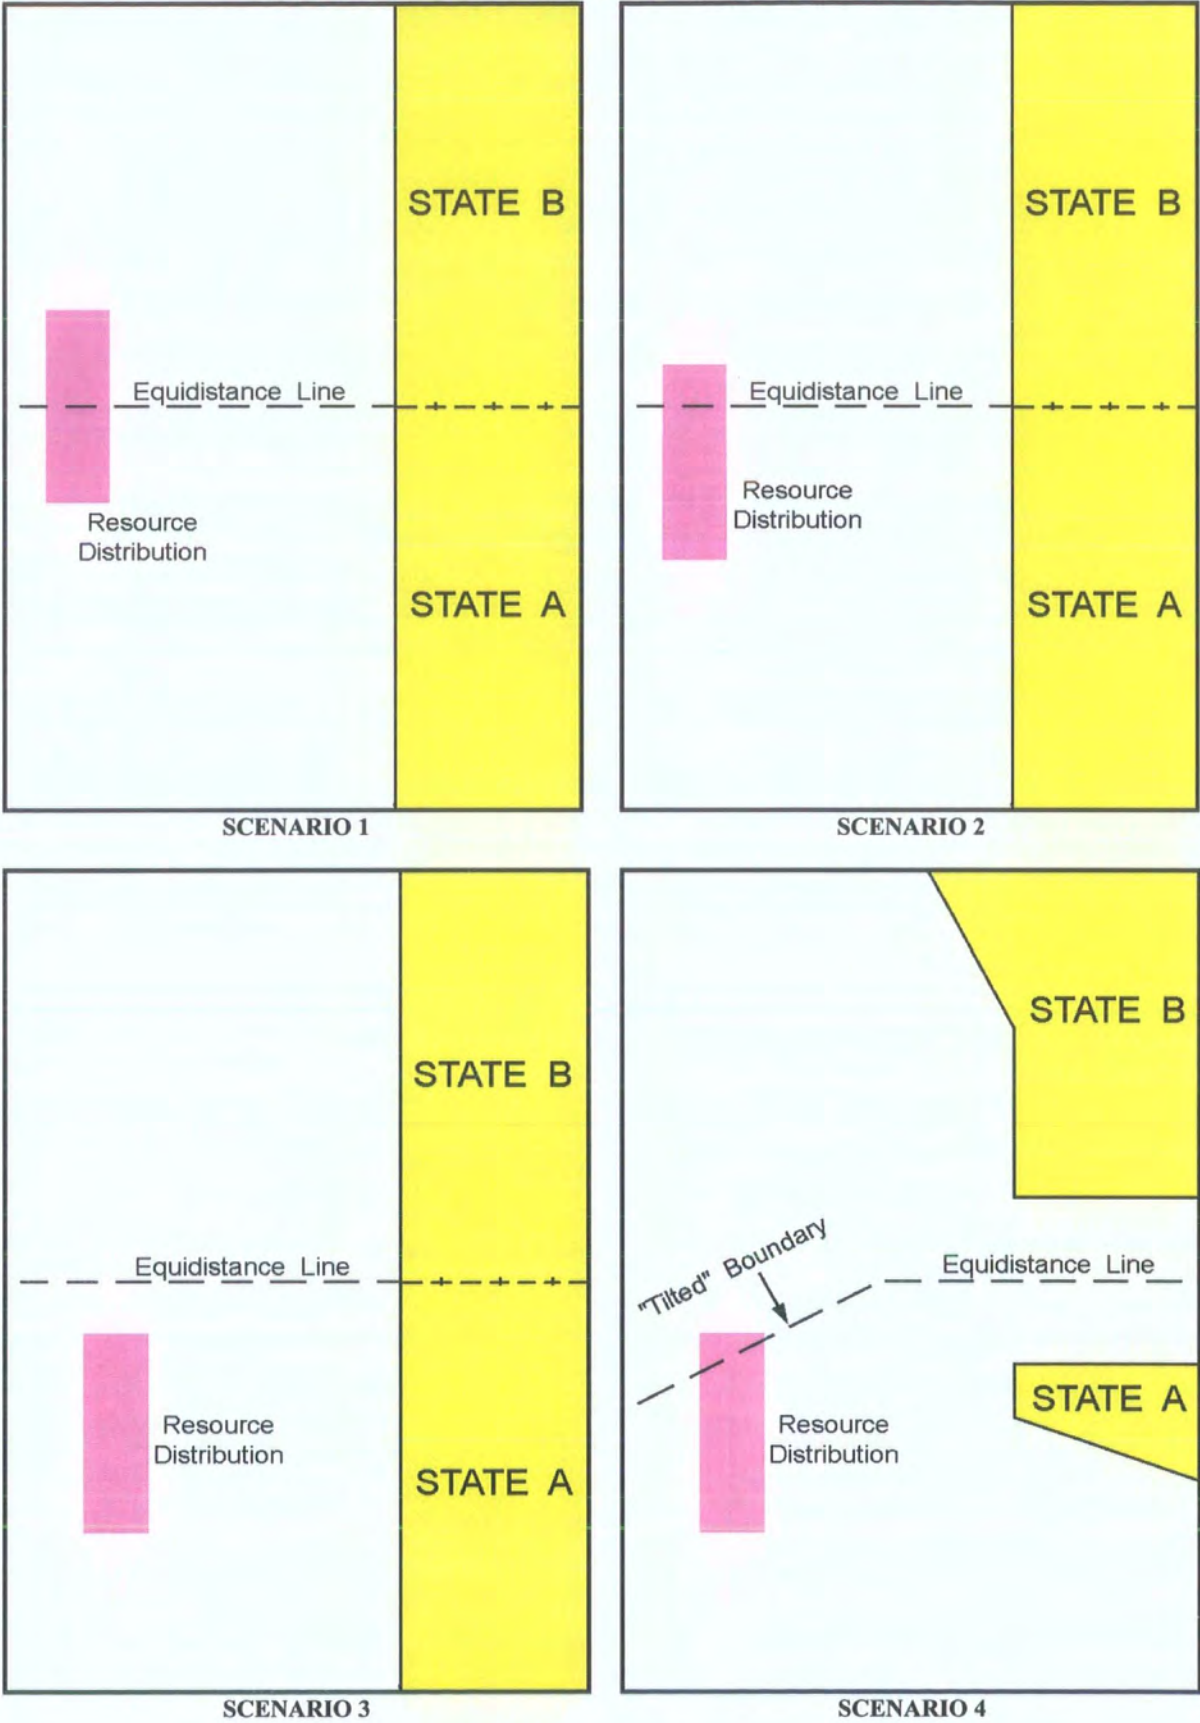 STATE B
Equidistance Line
Resource
Distribution
STATE A
SCENARIO 1
STATE B
Equidistance Line
Resource
Distribution
STATE A
SCENARIO 2
STATE B
Equidistance Line
Resource
Distribution
STATE A
SCENARIO 3
STATE B
"Tilted" Boundary
Equidistance Line
STATE A
Resource
Distribution
SCENARIO 4